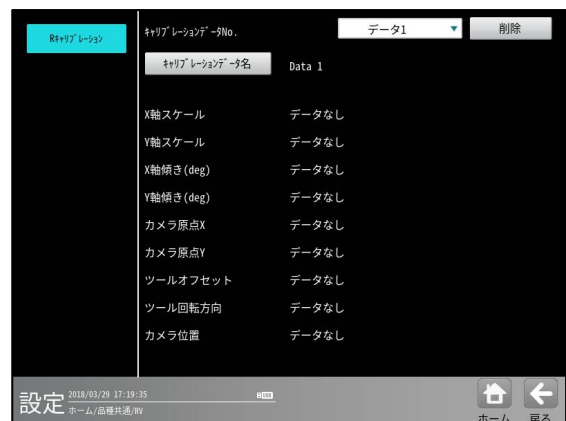 Rｷｬﾘﾌﾞﾚｰｼｮﾝ
ｷｬﾘﾌﾞﾚｰｼｮﾝﾃﾞｰﾀNo.
データ1
削除
ｷｬﾘﾌﾞﾚｰｼｮﾝﾃﾞｰﾀ名
Data 1
X軸スケール データなし
Y軸スケール データなし
X軸傾き(deg) データなし
Y軸傾き(deg) データなし
カメラ原点X データなし
カメラ原点Y データなし
ツールオフセット データなし
ツール回転方向 データなし
カメラ位置 データなし
設定
2018/03/29 17:19:35
ホーム/品種共通/RV
ホーム
戻る